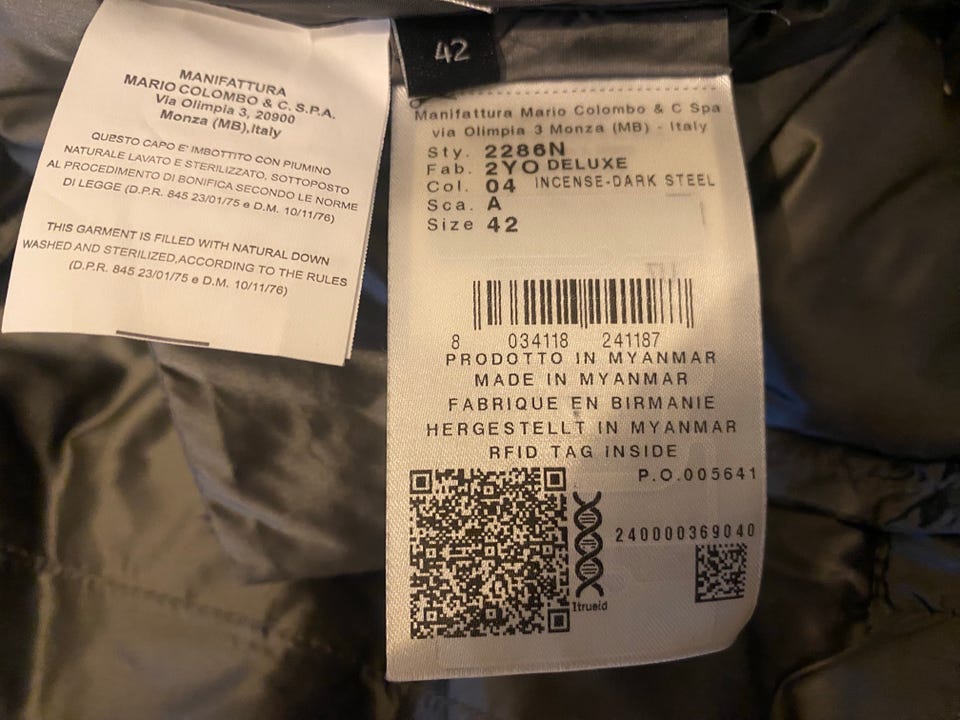 MANIFATTURA
MARIO COLOMBO & C. S.P.A.
Via Olimpia 3, 20900
Monza (MB),Italy
QUESTO CAPO E' IMBOTTITO CON PIUMINO
NATURALE LAVATO E STERILIZZATO, SOTTOPOSTO
AL PROCEDIMENTO DI BONIFICA SECONDO LE NORME
DI LEGGE (D.P.R. 845 23/01/75 e D.M. 10/11/76)
THIS GARMENT IS FILLED WITH NATURAL DOWN
WASHED AND STERILIZED,ACCORDING TO THE RULES
(D.P.R. 845 23/01/75 e D.M. 10/11/76)
42
Manifattura Mario Colombo & C Spa
via Olimpia 3 Monza (MB) - Italy
Sty. 2286N
Fab. 2YO DELUXE
Col. 04 INCENSE-DARK STEEL
Sca. A
Size 42
8 034118 241187
PRODOTTO IN MYANMAR
MADE IN MYANMAR
FABRIQUE EN BIRMANIE
HERGESTELLT IN MYANMAR
RFID TAG INSIDE
P.O.005641
240000369040
Itrueid